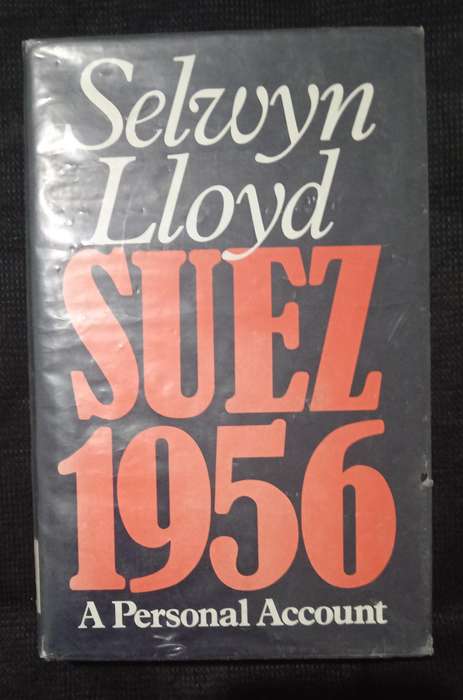 Selwyn
Lloyd
SUEZ
1956
A Personal Account